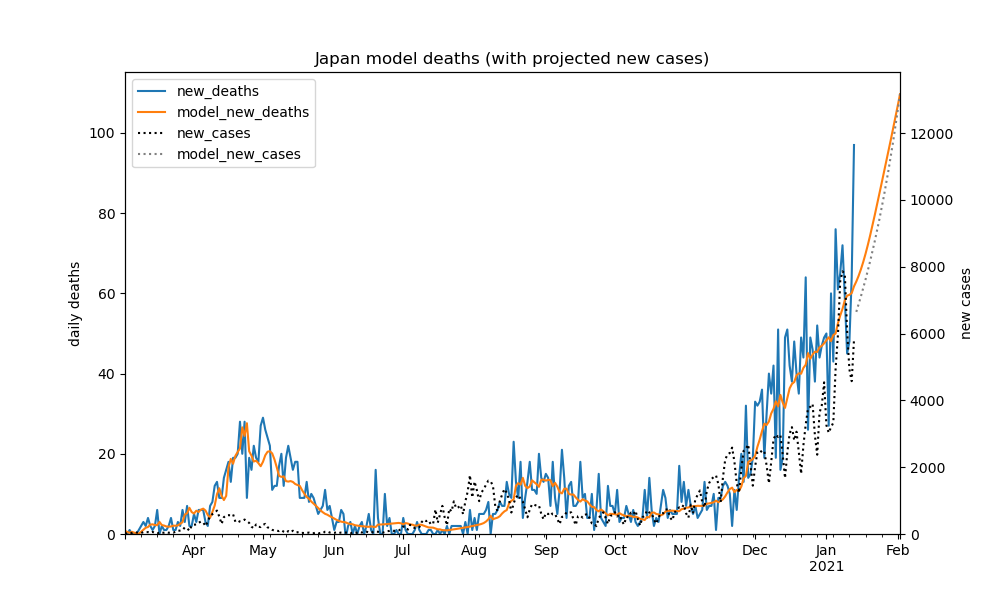 Japan model deaths (with projected new cases)
new_deaths
model_new_deaths
new_cases
model_new_cases
daily deaths
100
80
60
40
20
0
new cases
12000
10000
8000
6000
4000
2000
0
Apr May Jun Jul Aug Sep Oct Nov Dec Jan Feb
2021